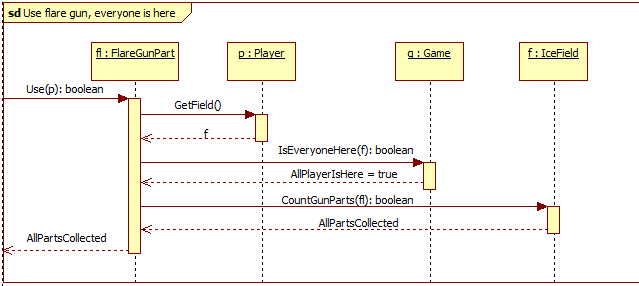 sd Use flare gun, everyone is here
fl : FlareGunPart
p : Player
g : Game
f : IceField
Use(p): boolean
GetField()
f
IsEveryoneHere(f): boolean
AllPlayerIsHere = true
CountGunParts(fl): boolean
AllPartsCollected
AllPartsCollected